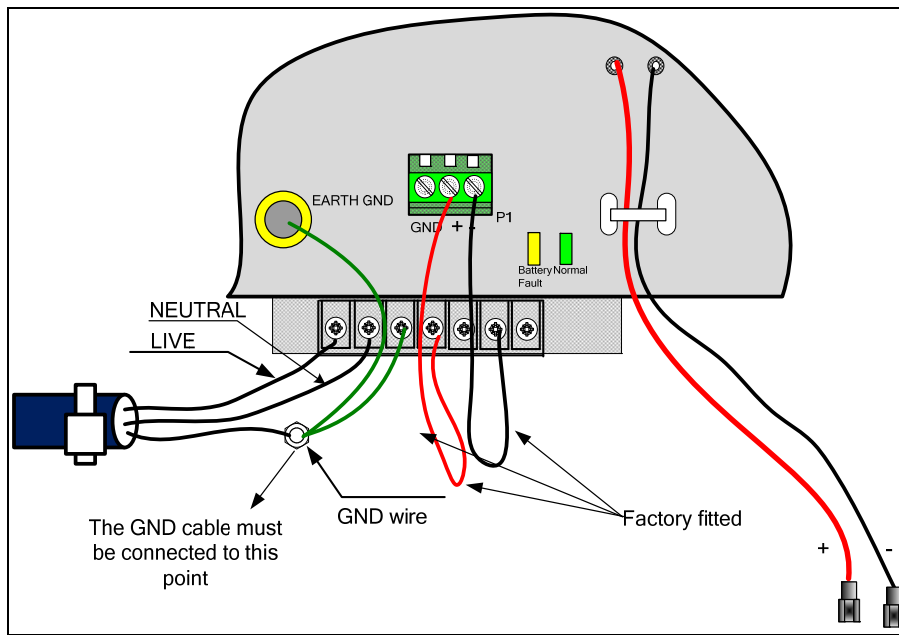 EARTH GND
GND + -
P1
Battery
Fault
Normal
NEUTRAL
LIVE
GND wire
The GND cable must
be connected to this
point
Factory fitted
+
-